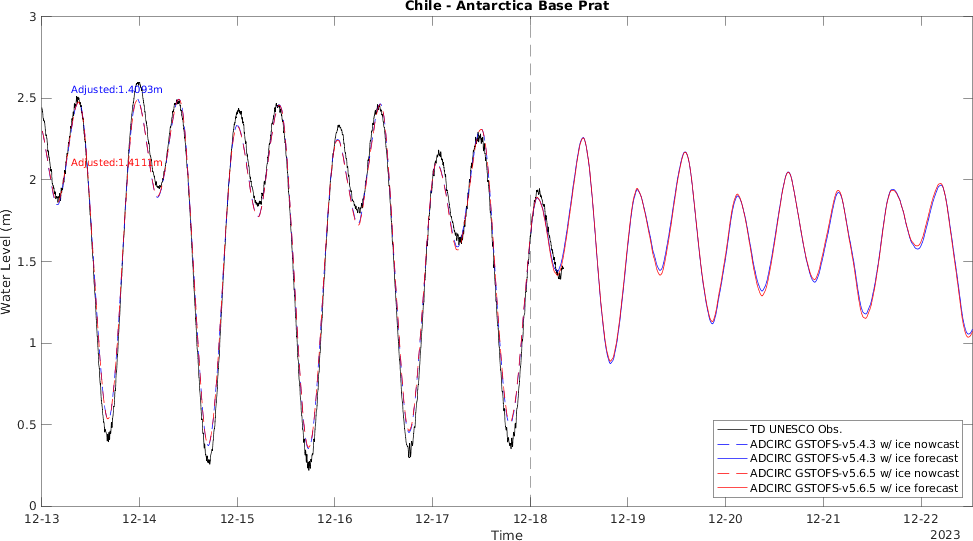 Chile - Antarctica Base Prat
3
2.5
2
1.5
1
0.5
0
Water Level (m)
Adjusted:1.4093m
Adjusted:1.4111m
TD UNESCO Obs.
ADCIRC GSTOFS-v5.4.3 w/ ice nowcast
ADCIRC GSTOFS-v5.4.3 w/ ice forecast
ADCIRC GSTOFS-v5.6.5 w/ ice nowcast
ADCIRC GSTOFS-v5.6.5 w/ ice forecast
12-13 12-14 12-15 12-16 12-17 12-18 12-19 12-20 12-21 12-22
Time
2023